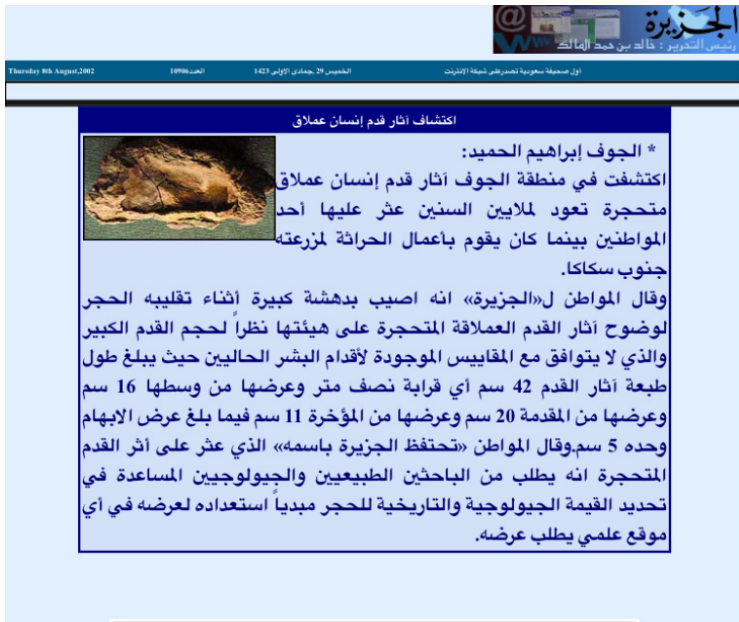 الجزيرة
رئيس التحرير : خالد بن حمد المالك
Thursday 8th August,2002 العدد10906 الخميس 29 ,جمادى الاولى 1423 اول صحيفة سعودية تصدرعلى شبكة الانترنت
اكتشاف آثار قدم إنسان عملاق
* الجوف إبراهيم الحميد:
اكتشفت في منطقة الجوف آثار قدم إنسان عملاق
متحجرة تعود لملايين السنين عثر عليها أحد
المواطنين بينما كان يقوم بأعمال الحراثة لمزرعته
جنوب سكاكا.
وقال المواطن ل«الجزيرة» انه اصيب بدهشة كبيرة أثناء تقليبه الحجر
لوضوح آثار القدم العملاقة المتحجرة على هيئتها نظراً لحجم القدم الكبير
والذي لا يتوافق مع المقاييس الموجودة لأقدام البشر الحاليين حيث يبلغ طول
طبعة آثار القدم 42 سم أي قرابة نصف متر وعرضها من وسطها 16 سم
وعرضها من المقدمة 20 سم وعرضها من المؤخرة 11 سم فيما بلغ عرض الابهام
وحده 5 سم.وقال المواطن «تحتفظ الجزيرة باسمه» الذي عثر على أثر القدم
المتحجرة انه يطلب من الباحثين الطبيعيين والجيولوجيين المساعدة في
تحديد القيمة الجيولوجية والتاريخية للحجر مبدياً استعداده لعرضه في أي
موقع علمي يطلب عرضه.